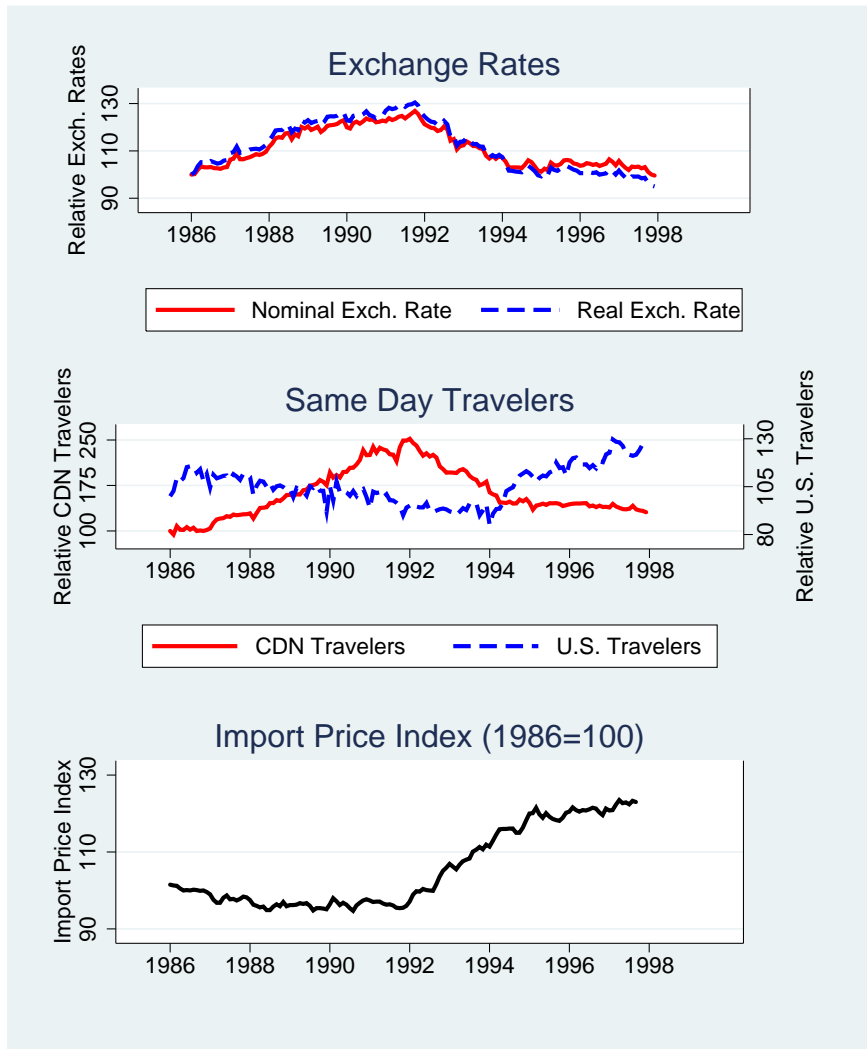 Exchange Rates
Relative Exch. Rates
130
110
90
1986 1988 1990 1992 1994 1996 1998
Nominal Exch. Rate Real Exch. Rate
Same Day Travelers
Relative CDN Travelers
250
175
100
130
105
80
Relative U.S. Travelers
1986 1988 1990 1992 1994 1996 1998
CDN Travelers U.S. Travelers
Import Price Index (1986=100)
Import Price Index
130
110
90
1986 1988 1990 1992 1994 1996 1998